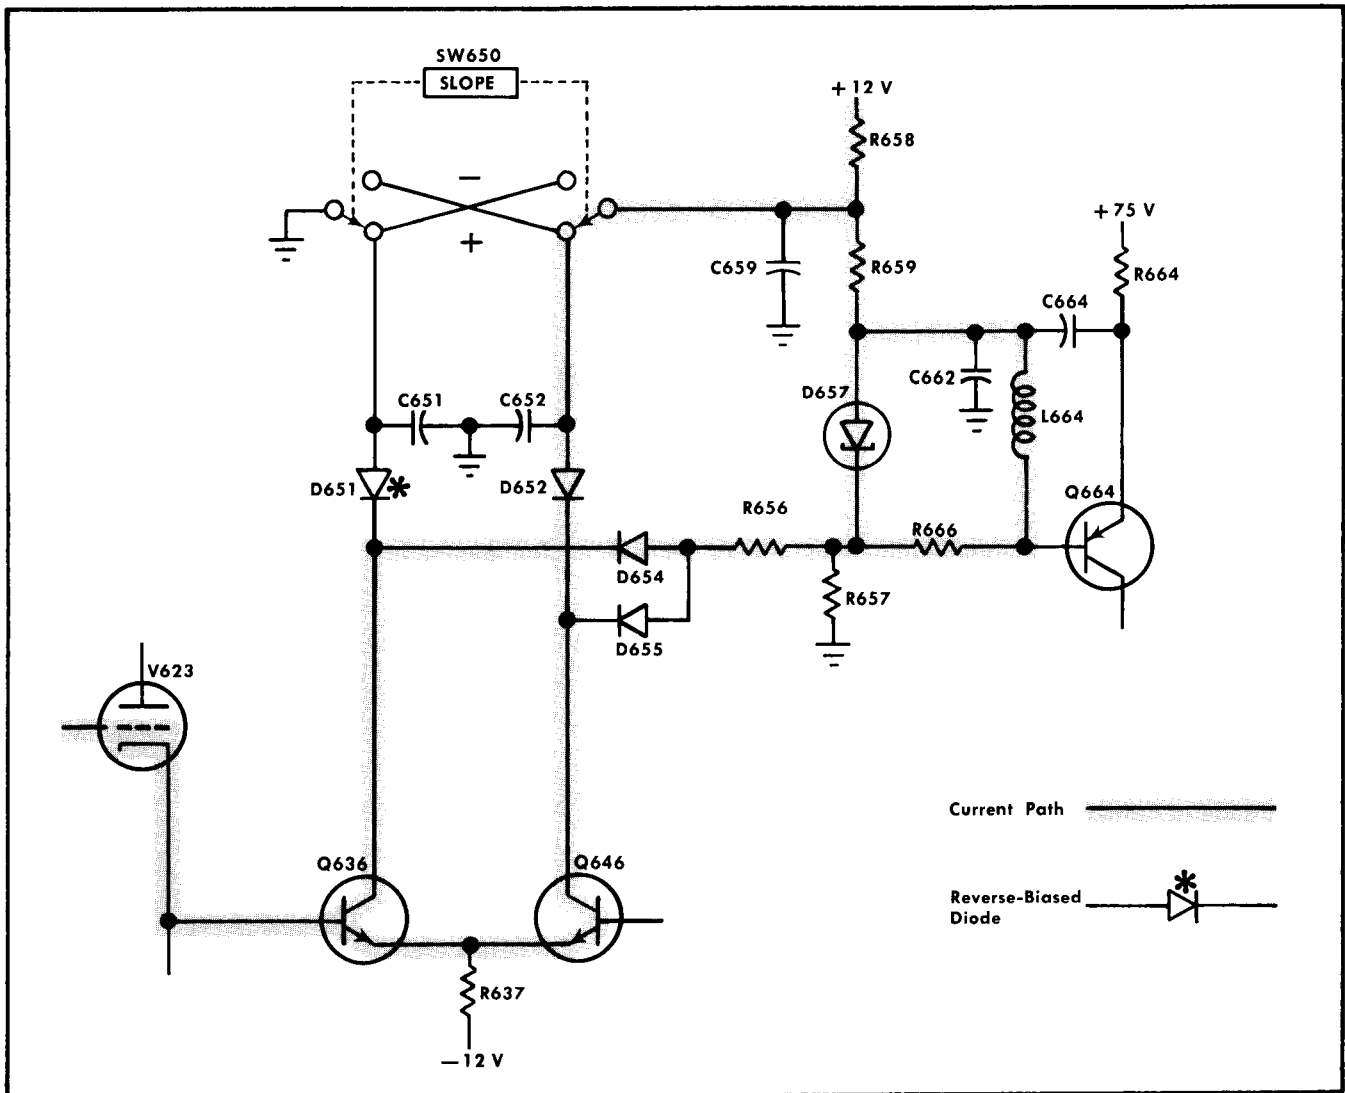 SW650
SLOPE
+12 V
R658
−
+
+75 V
C659
R659
R664
C664
C651
C652
D657
C662
L664
D651
*
D652
R656
Q664
R666
D654
R657
D655
V623
Current Path
Q636
Q646
*
Reverse-Biased
Diode
R637
−12 V